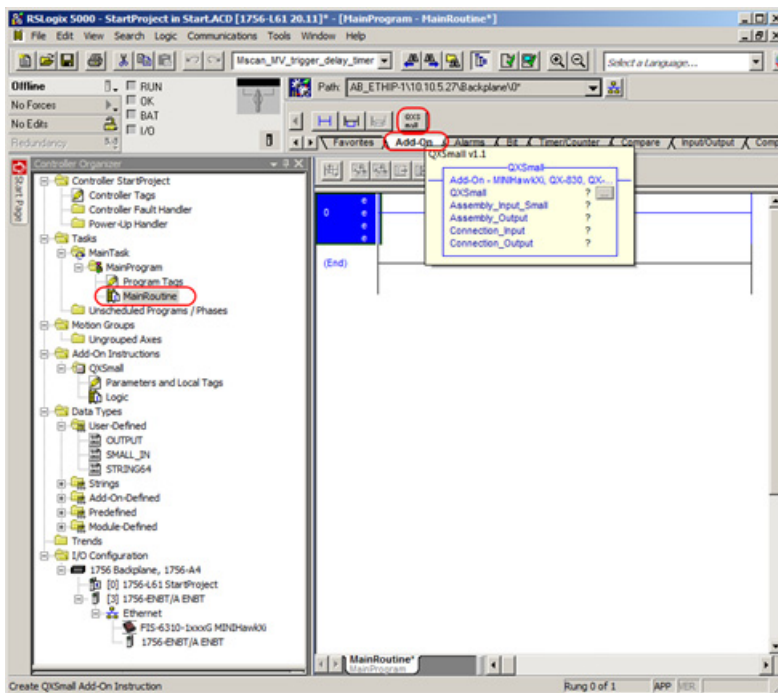 RSLogix 5000 - StartProject in Start.ACD [1756-L61 20.11]* - [MainProgram - MainRoutine*]
File Edit View Search Logic Communications Tools Window Help
Mscan_MV_trigger_delay_timer
Select a Language...
Offline
RUN
Path: AB_ETHIP-1\10.10.5.27\Backplane\0*
No Forces
OK
No Edits
BAT
Redundancy
I/O
QXS
mall
Favorites Add-On Alarms Bit Timer/Counter Compare Input/Output Comp
Start Page
Controller Organizer
Controller StartProject
Controller Tags
Controller Fault Handler
Power-Up Handler
Tasks
MainTask
MainProgram
Program Tags
MainRoutine
Unscheduled Programs / Phases
Motion Groups
Ungrouped Axes
Add-On Instructions
QXSmall
Parameters and Local Tags
Logic
Data Types
User-Defined
OUTPUT
SMALL_IN
STRING64
Strings
Add-On-Defined
Predefined
Module-Defined
Trends
I/O Configuration
1756 Backplane, 1756-A4
[0] 1756-L61 StartProject
[3] 1756-ENBT/A ENBT
Ethernet
FIS-6310-1xxxG MINIHawkXi
1756-ENBT/A ENBT
QXSmall v1.1
QXSmall
Add-On - MINIHawkXi, QX-830, QX-...
QXSmall ? ...
Assembly_Input_Small ?
Assembly_Output ?
Connection_Input ?
Connection_Output ?
0
e
e
e
e
(End)
MainRoutine*
MainProgram
Create QXSmall Add-On Instruction
Rung 0 of 1
APP
VER